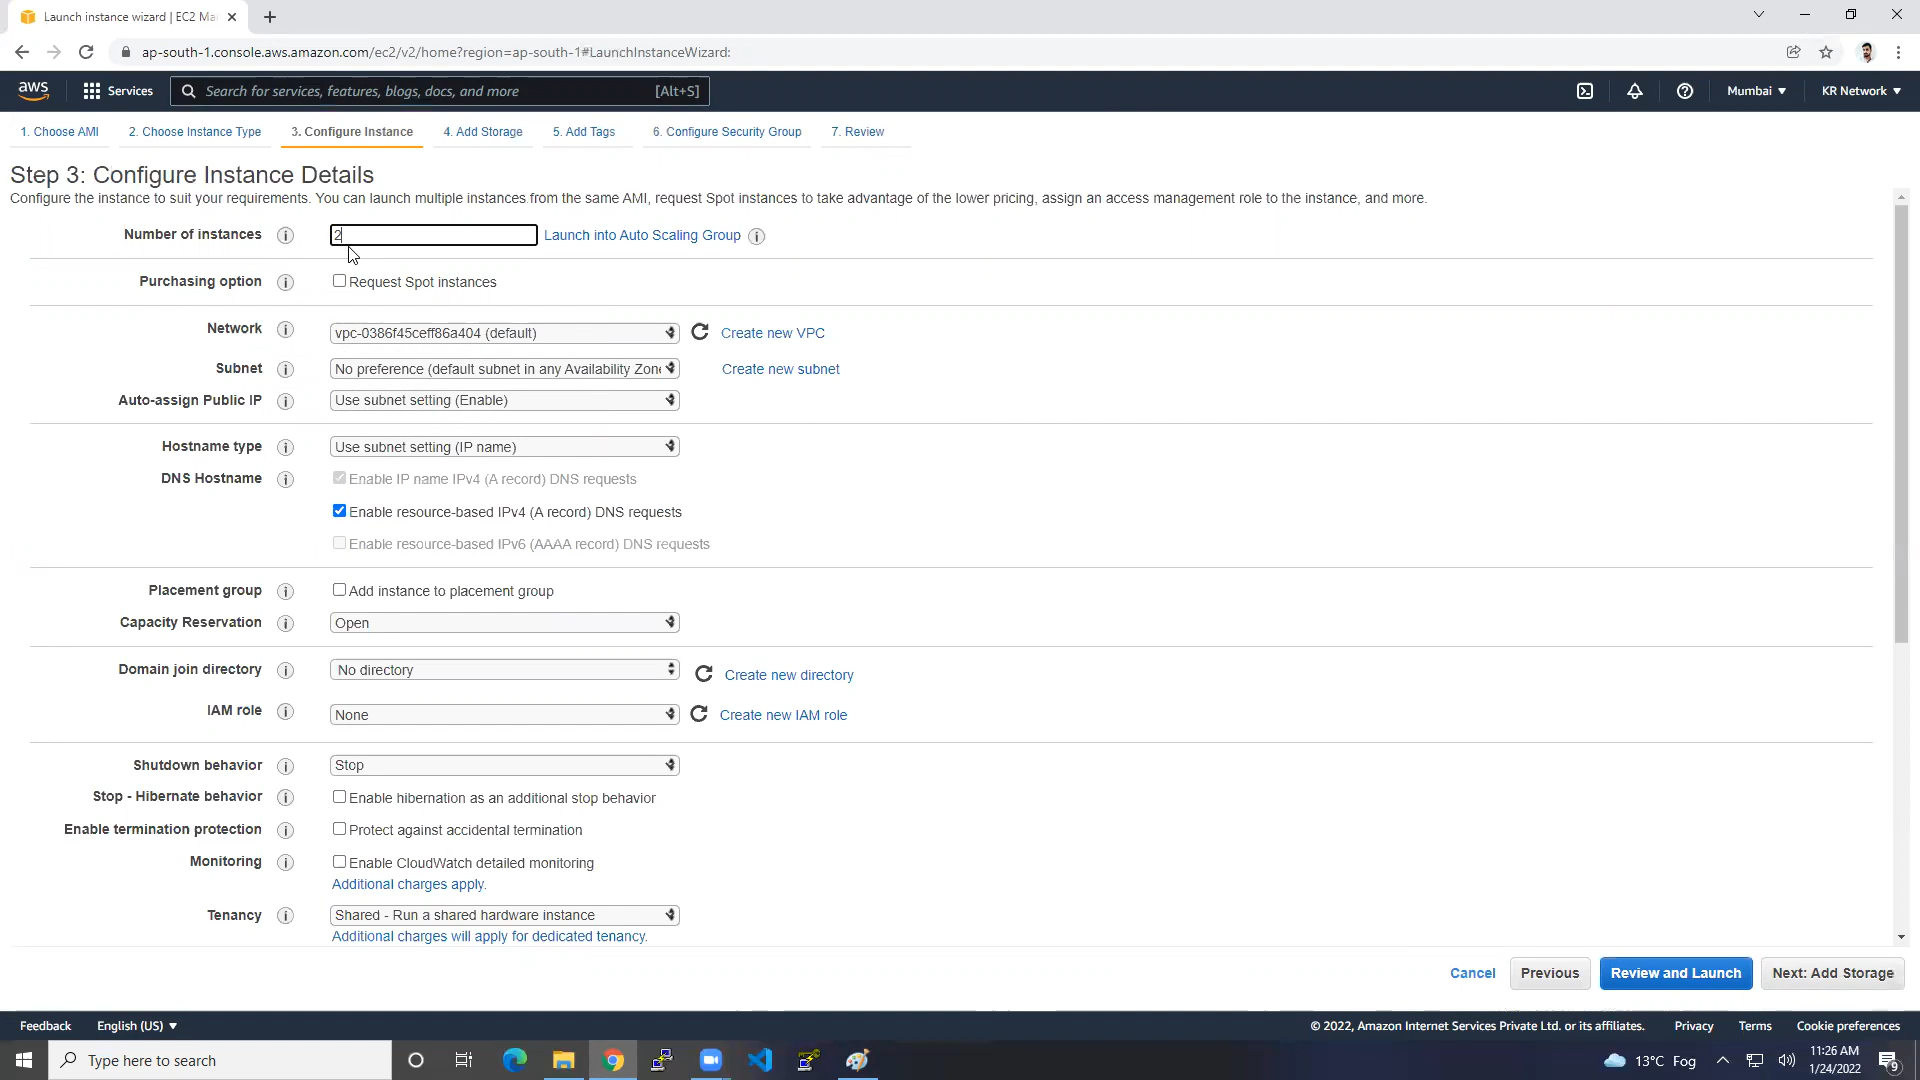 Launch instance wizard | EC2 Ma
ap-south-1.console.aws.amazon.com/ec2/v2/home?region=ap-south-1#LaunchInstanceWizard:
aws
Services
Search for services, features, blogs, docs, and more
[Alt+S]
Mumbai
KR Network
1. Choose AMI
2. Choose Instance Type
3. Configure Instance
4. Add Storage
5. Add Tags
6. Configure Security Group
7. Review
Step 3: Configure Instance Details
Configure the instance to suit your requirements. You can launch multiple instances from the same AMI, request Spot instances to take advantage of the lower pricing, assign an access management role to the instance, and more.
Number of instances
2
Launch into Auto Scaling Group
Purchasing option
Request Spot instances
Network
vpc-0386f45ceff86a404 (default)
Create new VPC
Subnet
No preference (default subnet in any Availability Zone
Create new subnet
Auto-assign Public IP
Use subnet setting (Enable)
Hostname type
Use subnet setting (IP name)
DNS Hostname
Enable IP name IPv4 (A record) DNS requests
Enable resource-based IPv4 (A record) DNS requests
Enable resource-based IPv6 (AAAA record) DNS requests
Placement group
Add instance to placement group
Capacity Reservation
Open
Domain join directory
No directory
Create new directory
IAM role
None
Create new IAM role
Shutdown behavior
Stop
Stop - Hibernate behavior
Enable hibernation as an additional stop behavior
Enable termination protection
Protect against accidental termination
Monitoring
Enable CloudWatch detailed monitoring
Additional charges apply.
Tenancy
Shared - Run a shared hardware instance
Additional charges will apply for dedicated tenancy.
Cancel
Previous
Review and Launch
Next: Add Storage
Feedback
English (US)
© 2022, Amazon Internet Services Private Ltd. or its affiliates.
Privacy
Terms
Cookie preferences
Type here to search
13°C Fog
11:26 AM
1/24/2022
9